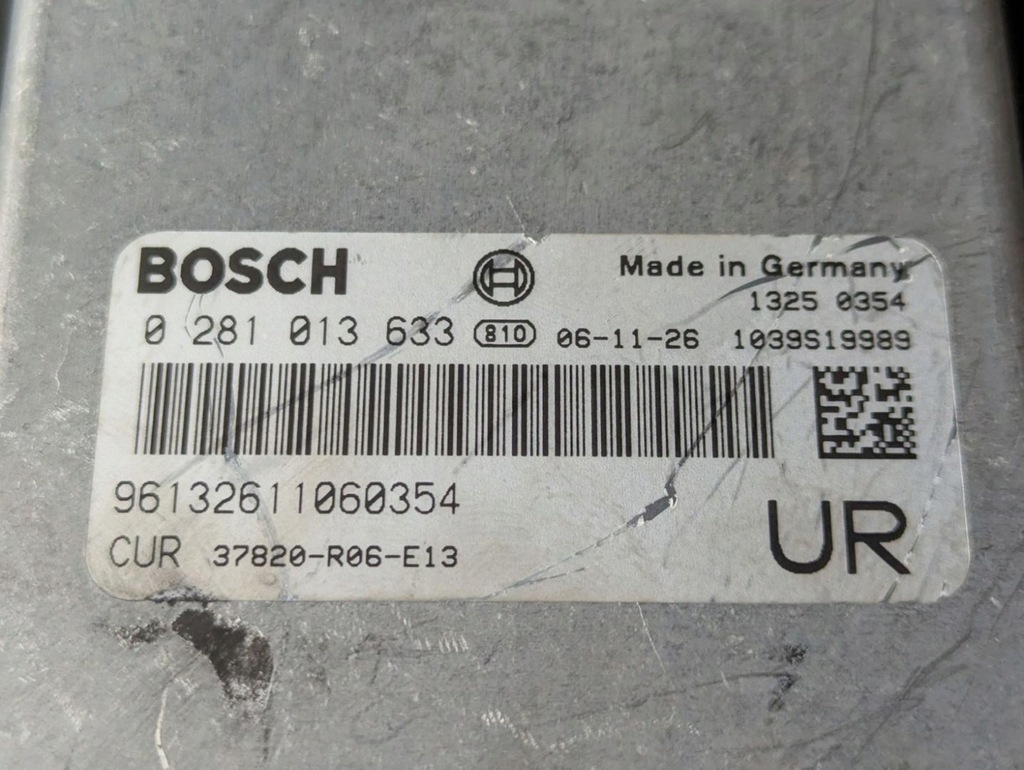 BOSCH
Made in Germany
1325 0354
0 281 013 633 810 06-11-26 1039S19989
96132611060354
CUR 37820-R06-E13
UR